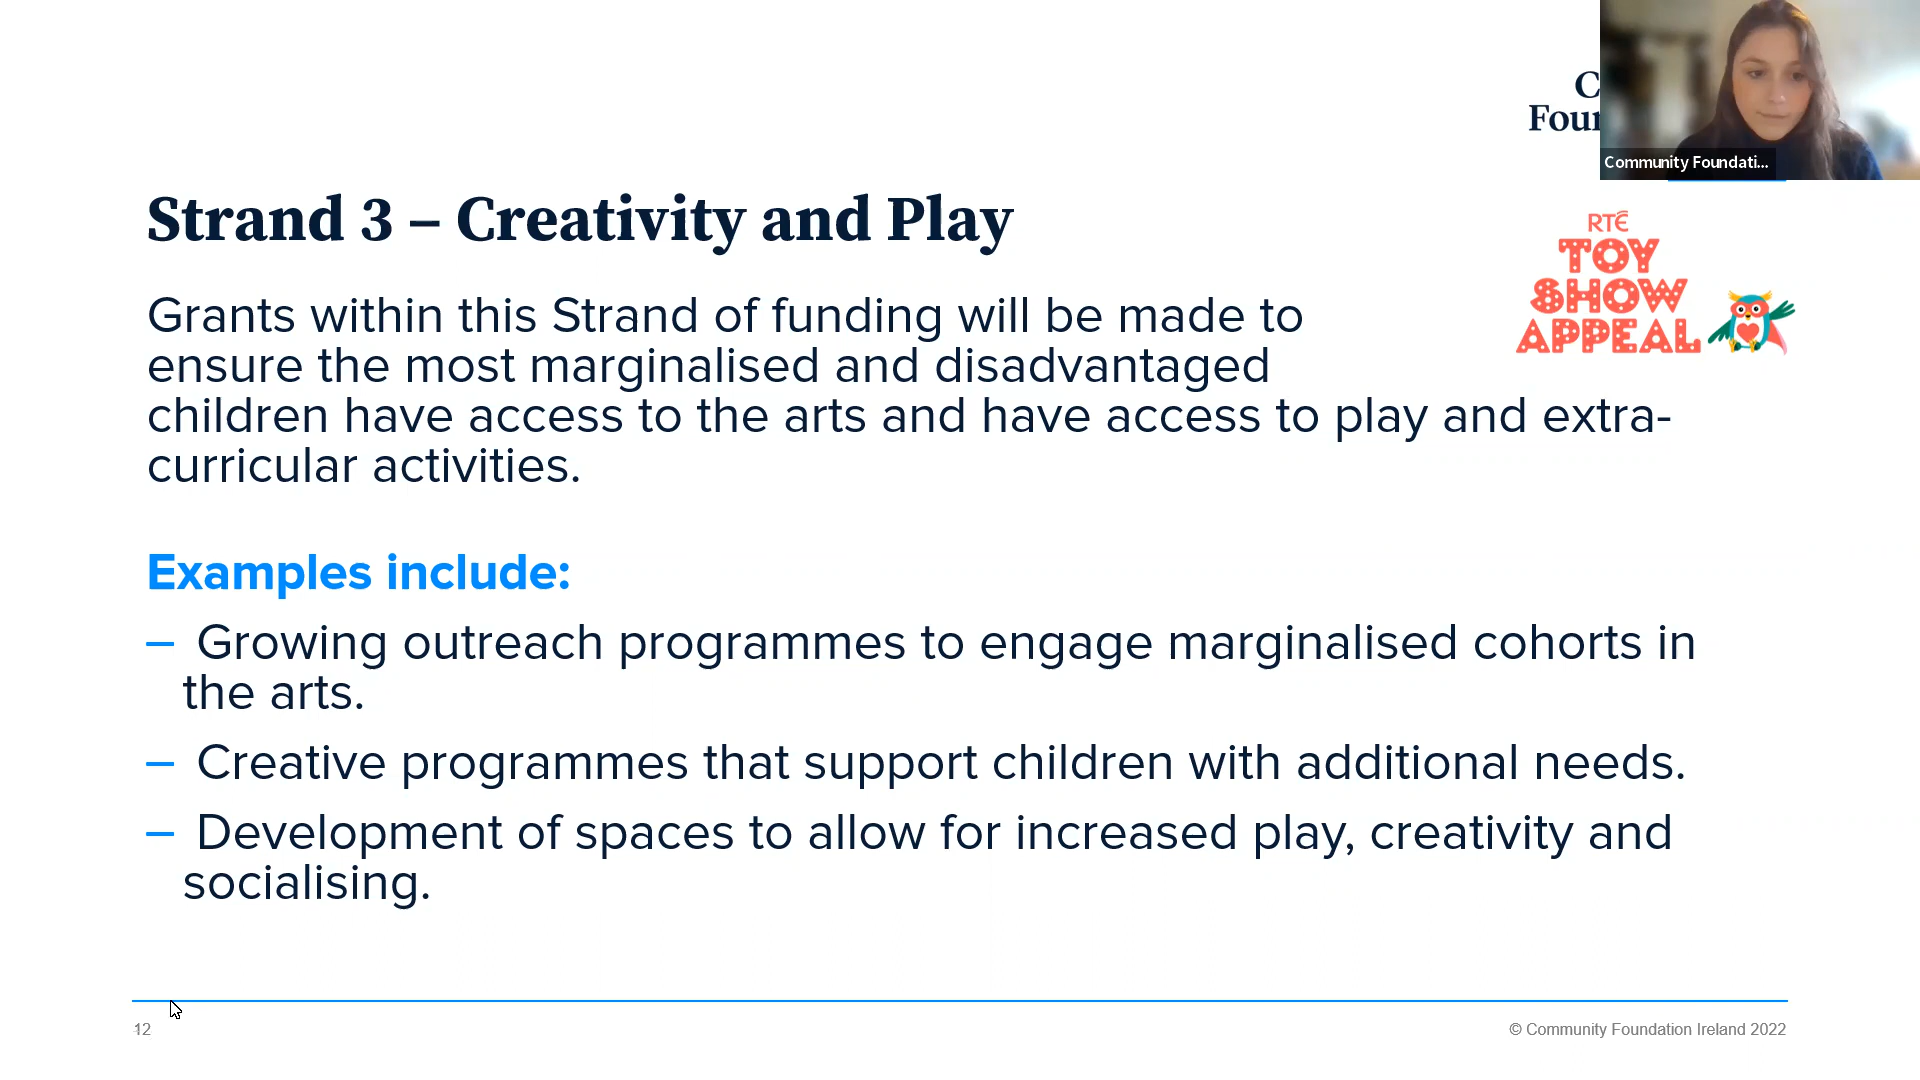 Community Foundati...
Strand 3 – Creativity and Play
RTÉ
TOY
SHOW
APPEAL
Grants within this Strand of funding will be made to
ensure the most marginalised and disadvantaged
children have access to the arts and have access to play and extra-
curricular activities.
Examples include:
– Growing outreach programmes to engage marginalised cohorts in
the arts.
– Creative programmes that support children with additional needs.
– Development of spaces to allow for increased play, creativity and
socialising.
12
© Community Foundation Ireland 2022